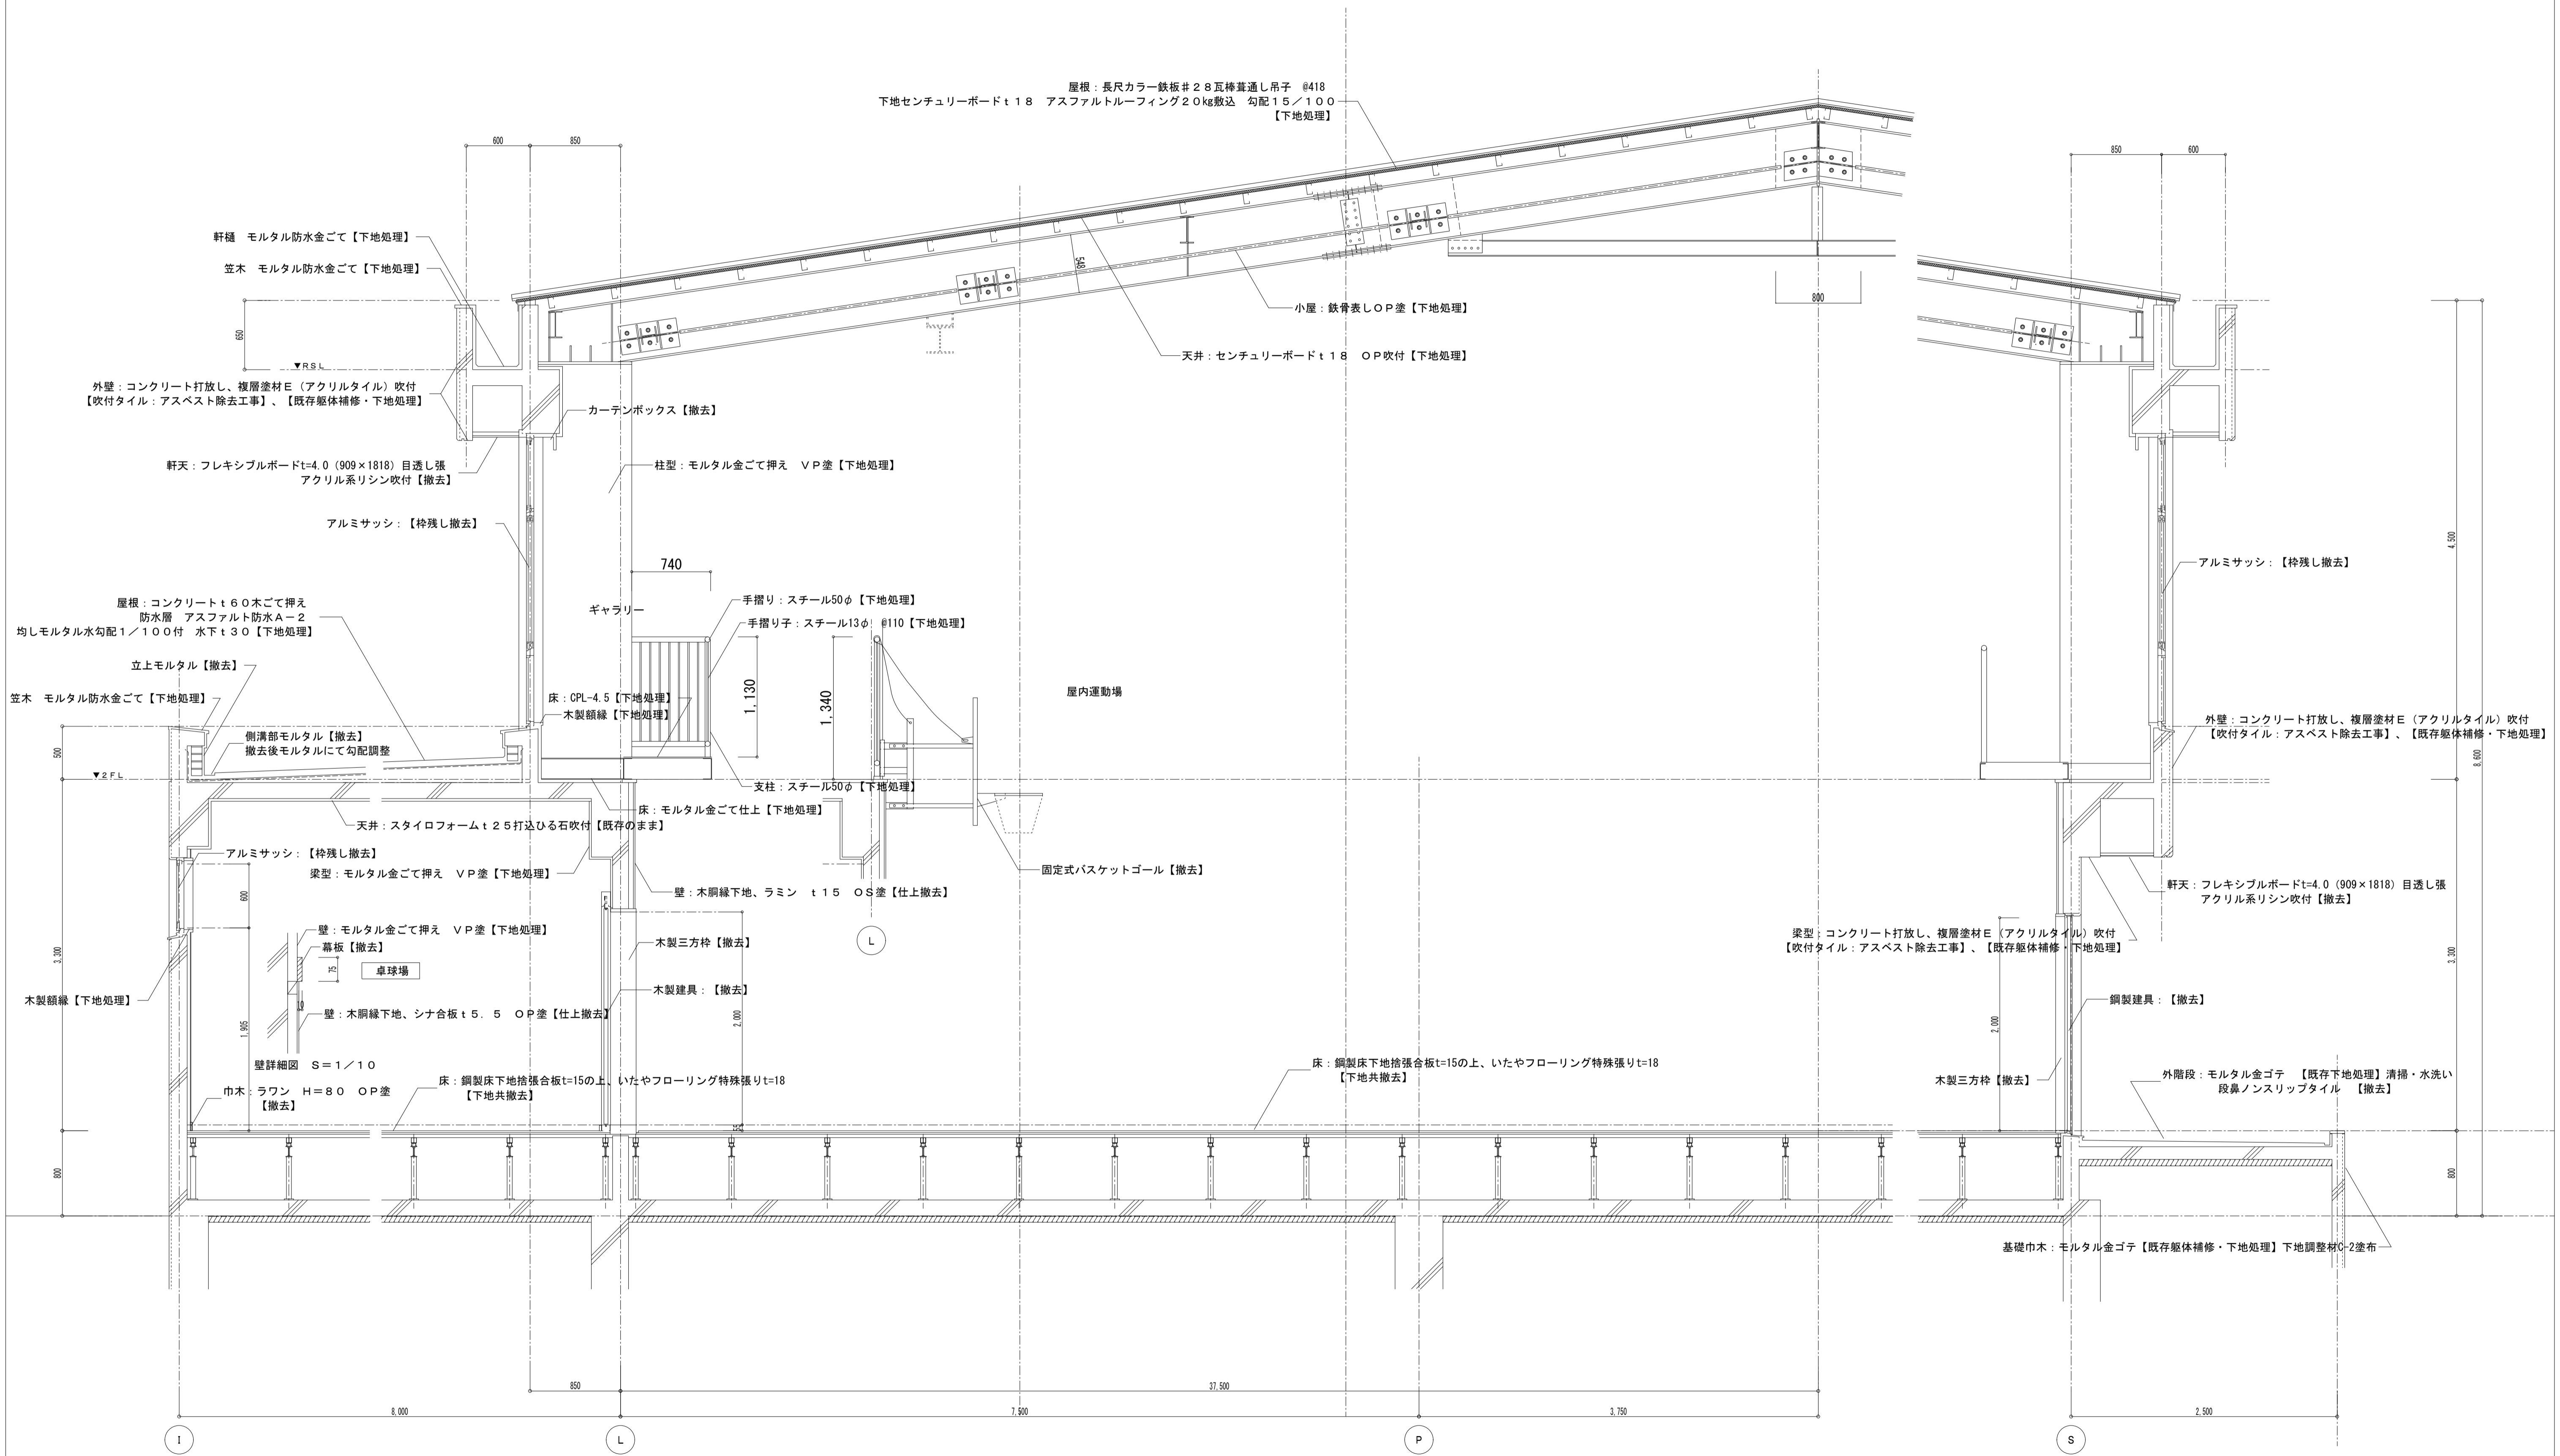 屋根：長尺カラー鉄板♯２８瓦棒葺通し吊子　@418
下地センチュリーボードｔ１８　アスファルトルーフィング２０kg敷込　勾配１５／１００
【下地処理】
600
850
850
600
軒樋　モルタル防水金ごて【下地処理】
笠木　モルタル防水金ごて【下地処理】
548
800
小屋：鉄骨表しＯＰ塗【下地処理】
650
▼ＲＳＬ
天井：センチュリーボードｔ１８　ＯＰ吹付【下地処理】
外壁：コンクリート打放し、複層塗材Ｅ（アクリルタイル）吹付
【吹付タイル：アスベスト除去工事】、【既存躯体補修・下地処理】
カーテンボックス【撤去】
軒天：フレキシブルボードt=4.0（909×1818）目透し張
アクリル系リシン吹付【撤去】
柱型：モルタル金ごて押え　ＶＰ塗【下地処理】
アルミサッシ：【枠残し撤去】
4,500
アルミサッシ：【枠残し撤去】
740
屋根：コンクリートｔ６０木ごて押え
防水層　アスファルト防水Ａ－２
均しモルタル水勾配１／１００付　水下ｔ３０【下地処理】
ギャラリー
手摺り：スチール50φ【下地処理】
手摺り子：スチール13φ　@110【下地処理】
立上モルタル【撤去】
笠木　モルタル防水金ごて【下地処理】
床：CPL-4.5【下地処理】
木製額縁【下地処理】
1,130
1,340
屋内運動場
側溝部モルタル【撤去】
撤去後モルタルにて勾配調整
外壁：コンクリート打放し、複層塗材Ｅ（アクリルタイル）吹付
【吹付タイル：アスベスト除去工事】、【既存躯体補修・下地処理】
500
8,600
▼２ＦＬ
支柱：スチール50φ【下地処理】
床：モルタル金ごて仕上【下地処理】
天井：スタイロフォームｔ２５打込ひる石吹付【既存のまま】
アルミサッシ：【枠残し撤去】
梁型：モルタル金ごて押え　ＶＰ塗【下地処理】
固定式バスケットゴール【撤去】
壁：木胴縁下地、ラミン　ｔ１５　ＯＳ塗【仕上撤去】
軒天：フレキシブルボードt=4.0（909×1818）目透し張
アクリル系リシン吹付【撤去】
600
壁：モルタル金ごて押え　ＶＰ塗【下地処理】
幕板【撤去】
木製三方枠【撤去】
L
梁型：コンクリート打放し、複層塗材Ｅ（アクリルタイル）吹付
【吹付タイル：アスベスト除去工事】、【既存躯体補修・下地処理】
3,300
75
卓球場
3,300
木製額縁【下地処理】
10
木製建具：【撤去】
鋼製建具：【撤去】
壁：木胴縁下地、シナ合板ｔ５．５　ＯＰ塗【仕上撤去】
1,905
2,000
2,000
壁詳細図　Ｓ＝１／１０
床：鋼製床下地捨張合板t=15の上、いたやフローリング特殊張りt=18
【下地共撤去】
床：鋼製床下地捨張合板t=15の上、いたやフローリング特殊張りt=18
【下地共撤去】
巾木：ラワン　Ｈ＝８０　ＯＰ塗
【撤去】
木製三方枠【撤去】
外階段：モルタル金ゴテ　【既存下地処理】清掃・水洗い
段鼻ノンスリップタイル　【撤去】
55
800
800
基礎巾木：モルタル金ゴテ【既存躯体補修・下地処理】下地調整材C-2塗布
850
37,500
8,000
7,500
3,750
2,500
I
L
P
S